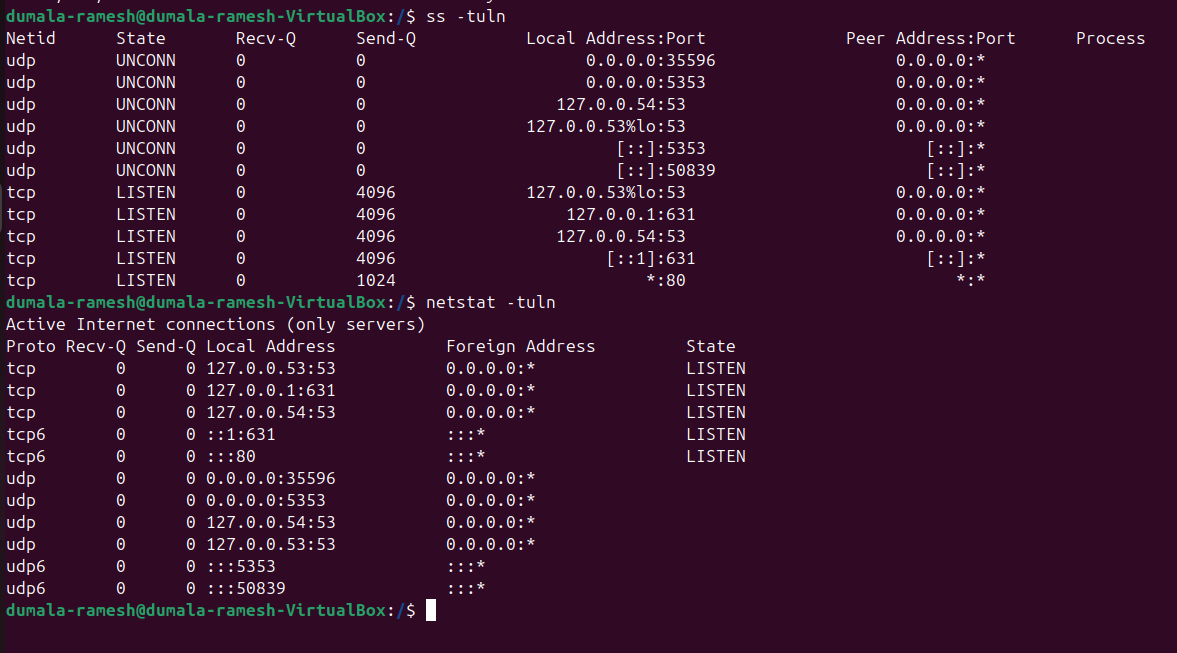 dumala-ramesh@dumala-ramesh-VirtualBox:/$ ss -tuln
Netid State Recv-Q Send-Q Local Address:Port Peer Address:Port Process
udp UNCONN 0 0 0.0.0.0:35596 0.0.0.0:*
udp UNCONN 0 0 0.0.0.0:5353 0.0.0.0:*
udp UNCONN 0 0 127.0.0.54:53 0.0.0.0:*
udp UNCONN 0 0 127.0.0.53%lo:53 0.0.0.0:*
udp UNCONN 0 0 [::]:5353 [::]:*
udp UNCONN 0 0 [::]:50839 [::]:*
tcp LISTEN 0 4096 127.0.0.53%lo:53 0.0.0.0:*
tcp LISTEN 0 4096 127.0.0.1:631 0.0.0.0:*
tcp LISTEN 0 4096 127.0.0.54:53 0.0.0.0:*
tcp LISTEN 0 4096 [::1]:631 [::]:*
tcp LISTEN 0 1024 *:80 *:*
dumala-ramesh@dumala-ramesh-VirtualBox:/$ netstat -tuln
Active Internet connections (only servers)
Proto Recv-Q Send-Q Local Address Foreign Address State
tcp 0 0 127.0.0.53:53 0.0.0.0:* LISTEN
tcp 0 0 127.0.0.1:631 0.0.0.0:* LISTEN
tcp 0 0 127.0.0.54:53 0.0.0.0:* LISTEN
tcp6 0 0 ::1:631 :::* LISTEN
tcp6 0 0 :::80 :::* LISTEN
udp 0 0 0.0.0.0:35596 0.0.0.0:*
udp 0 0 0.0.0.0:5353 0.0.0.0:*
udp 0 0 127.0.0.54:53 0.0.0.0:*
udp 0 0 127.0.0.53:53 0.0.0.0:*
udp6 0 0 :::5353 :::*
udp6 0 0 :::50839 :::*
dumala-ramesh@dumala-ramesh-VirtualBox:/$